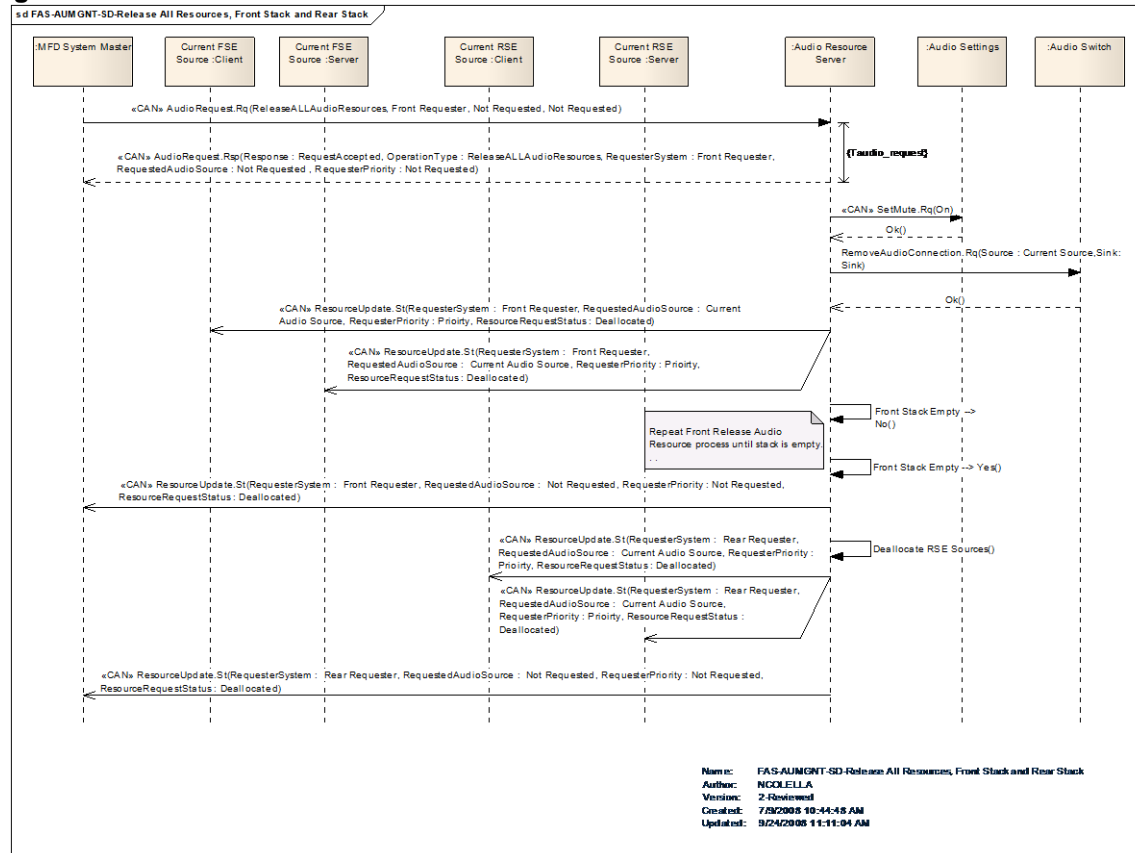 sd FAS-AUMGNT-SD-Release All Resources, Front Stack and Rear Stack
:MFD System Master
Current FSE
Source :Client
Current FSE
Source :Server
Current RSE
Source :Client
Current RSE
Source :Server
:Audio Resource
Server
:Audio Settings
:Audio Switch
«CAN» AudioRequest.Rq(ReleaseALLAudioResources, Front Requester, Not Requested, Not Requested)
{Taudio_request}
«CAN» AudioRequest.Rsp(Response : RequestAccepted, OperationType : ReleaseALLAudioResources, RequesterSystem : Front Requester,
RequestedAudioSource : Not Requested , RequesterPriority : Not Requested)
«CAN» SetMute.Rq(On)
Ok()
RemoveAudioConnection.Rq(Source : Current Source,Sink:
Sink)
Ok()
«CAN» ResourceUpdate.St(RequesterSystem : Front Requester, RequestedAudioSource : Current
Audio Source, RequesterPriority : Prioirty, ResourceRequestStatus : Deallocated)
«CAN» ResourceUpdate.St(RequesterSystem : Front Requester,
RequestedAudioSource : Current Audio Source, RequesterPriority : Prioirty,
ResourceRequestStatus : Deallocated)
Front Stack Empty -->
No()
Repeat Front Release Audio
Resource process until stack is empty.
. .
Front Stack Empty --> Yes()
«CAN» ResourceUpdate.St(RequesterSystem : Front Requester, RequestedAudioSource : Not Requested, RequesterPriority : Not Requested,
ResourceRequestStatus : Deallocated)
«CAN» ResourceUpdate.St(RequesterSystem : Rear Requester,
RequestedAudioSource : Current Audio Source, RequesterPriority :
Prioirty, ResourceRequestStatus : Deallocated)
Deallocate RSE Sources()
«CAN» ResourceUpdate.St(RequesterSystem : Rear Requester,
RequestedAudioSource : Current Audio Source,
RequesterPriority : Prioirty, ResourceRequestStatus :
Deallocated)
«CAN» ResourceUpdate.St(RequesterSystem : Rear Requester, RequestedAudioSource : Not Requested, RequesterPriority : Not Requested,
ResourceRequestStatus : Deallocated)
Name: FAS-AUMGNT-SD-Release All Resources, Front Stack and Rear Stack
Author: NCOLELLA
Version: 2-Reviewed
Created: 7/9/2008 10:44:48 AM
Updated: 9/24/2008 11:11:04 AM